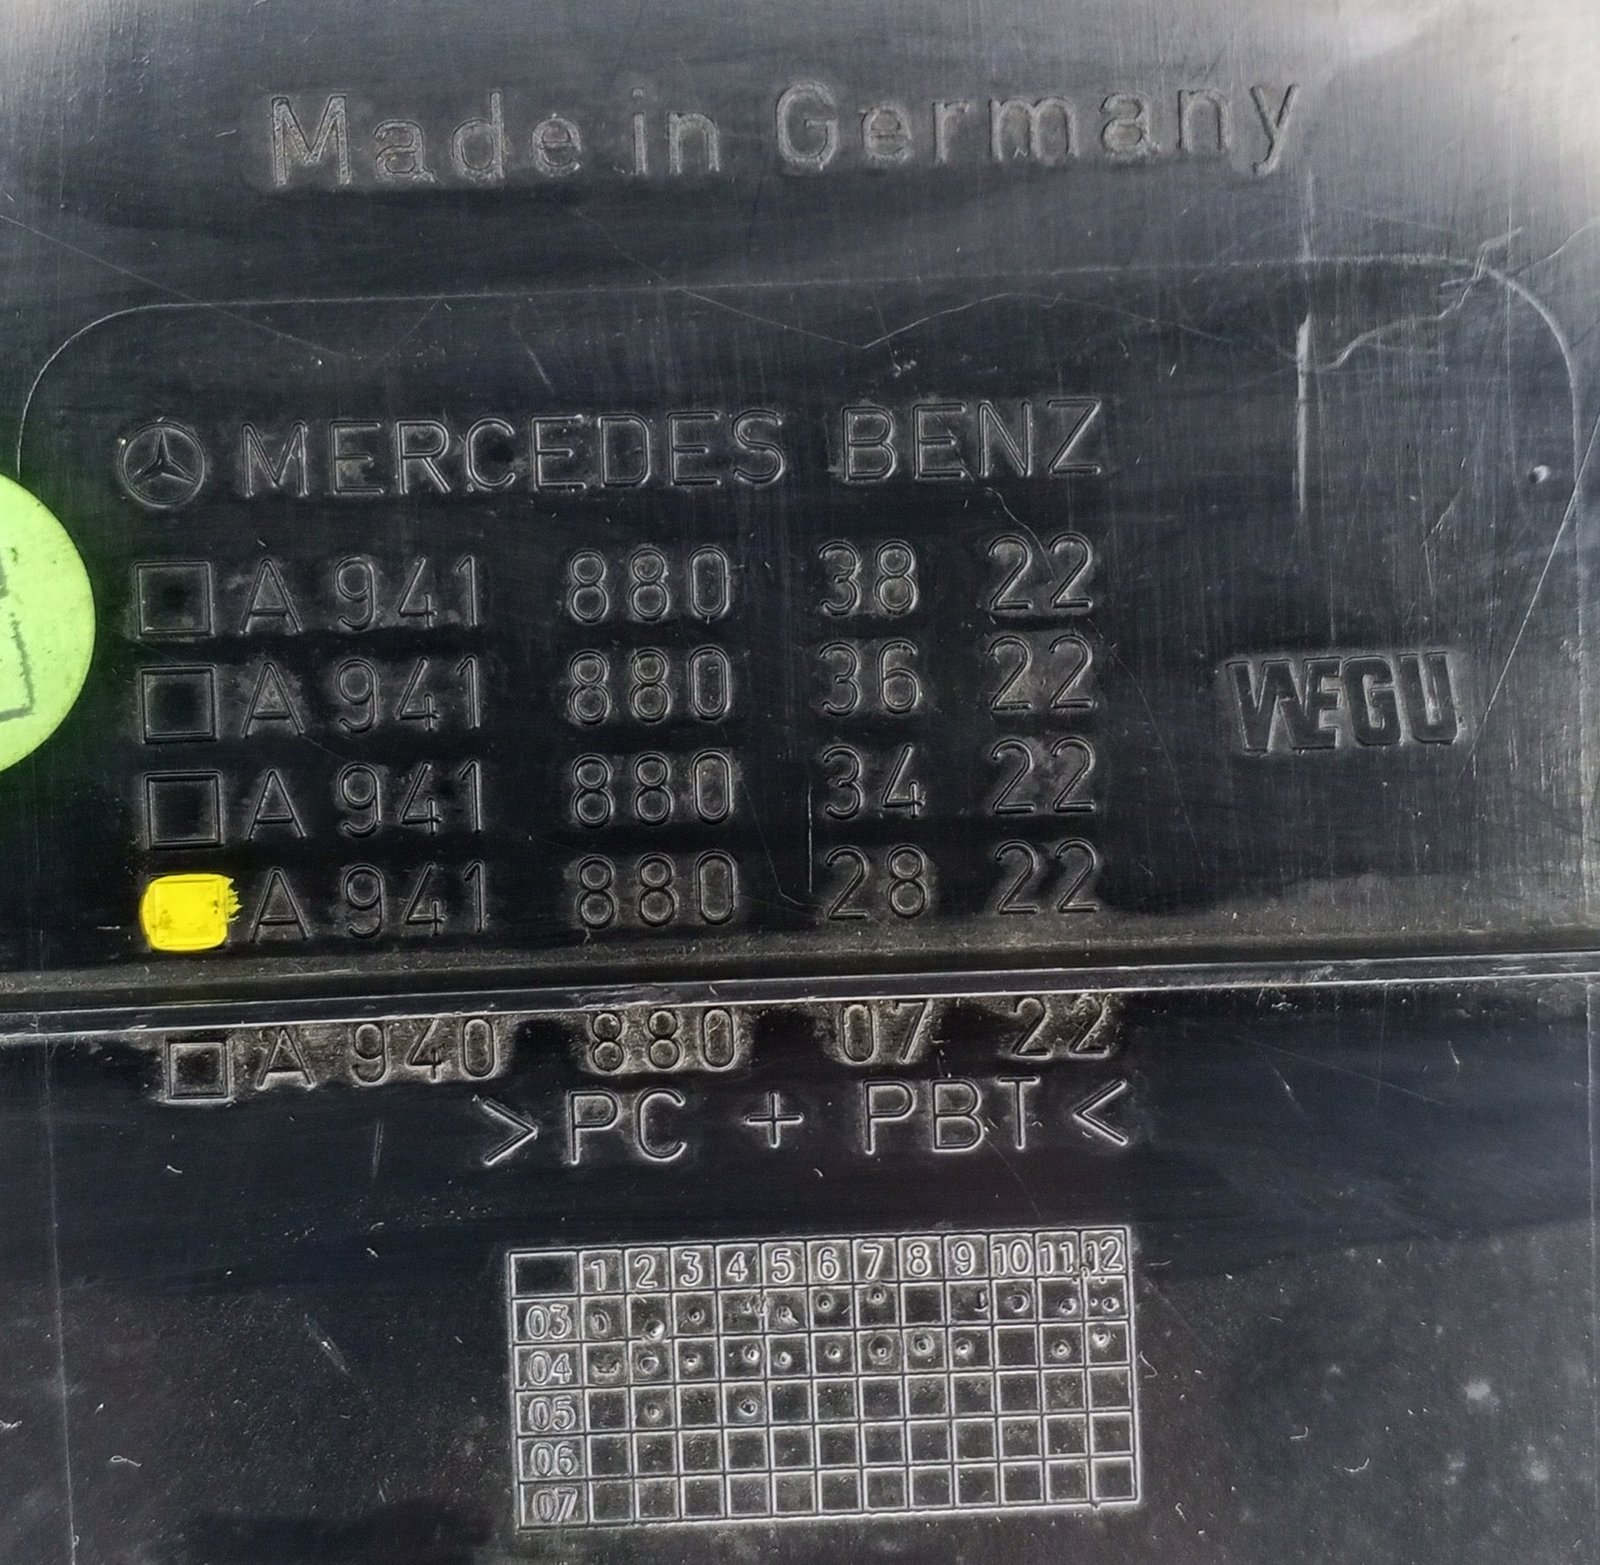 Made in Germany
MERCEDES BENZ
A 941 880 38 22
A 941 880 36 22
A 941 880 34 22
A 941 880 28 22
WEGU
A 940 880 07 22
>PC + PBT<
1 2 3 4 5 6 7 8 9 10 11 12
03
04
05
06
07